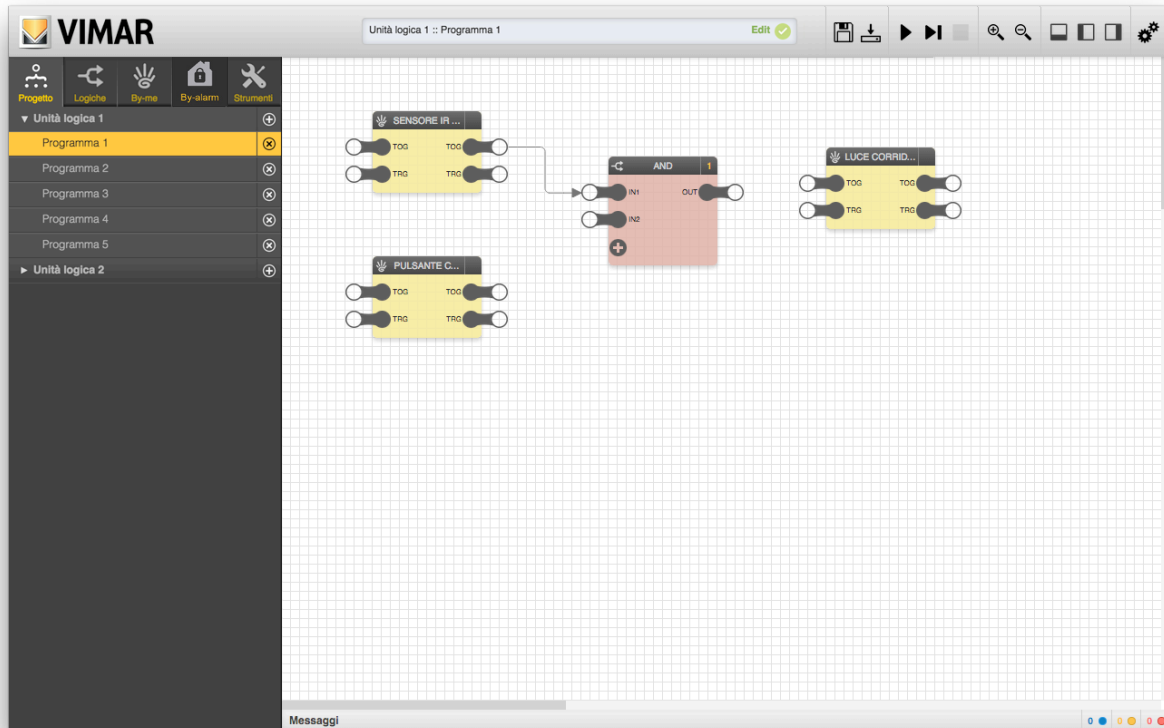 VIMAR
Unità logica 1 :: Programma 1
Edit
Progetto
Logiche
By-me
By-alarm
Strumenti
Unità logica 1
Programma 1
Programma 2
Programma 3
Programma 4
Programma 5
Unità logica 2
SENSORE IR ...
TOG TOG
TRG TRG
AND 1
IN1 OUT
IN2
LUCE CORRID...
TOG TOG
TRG TRG
PULSANTE C...
TOG TOG
TRG TRG
Messaggi
0 0 0